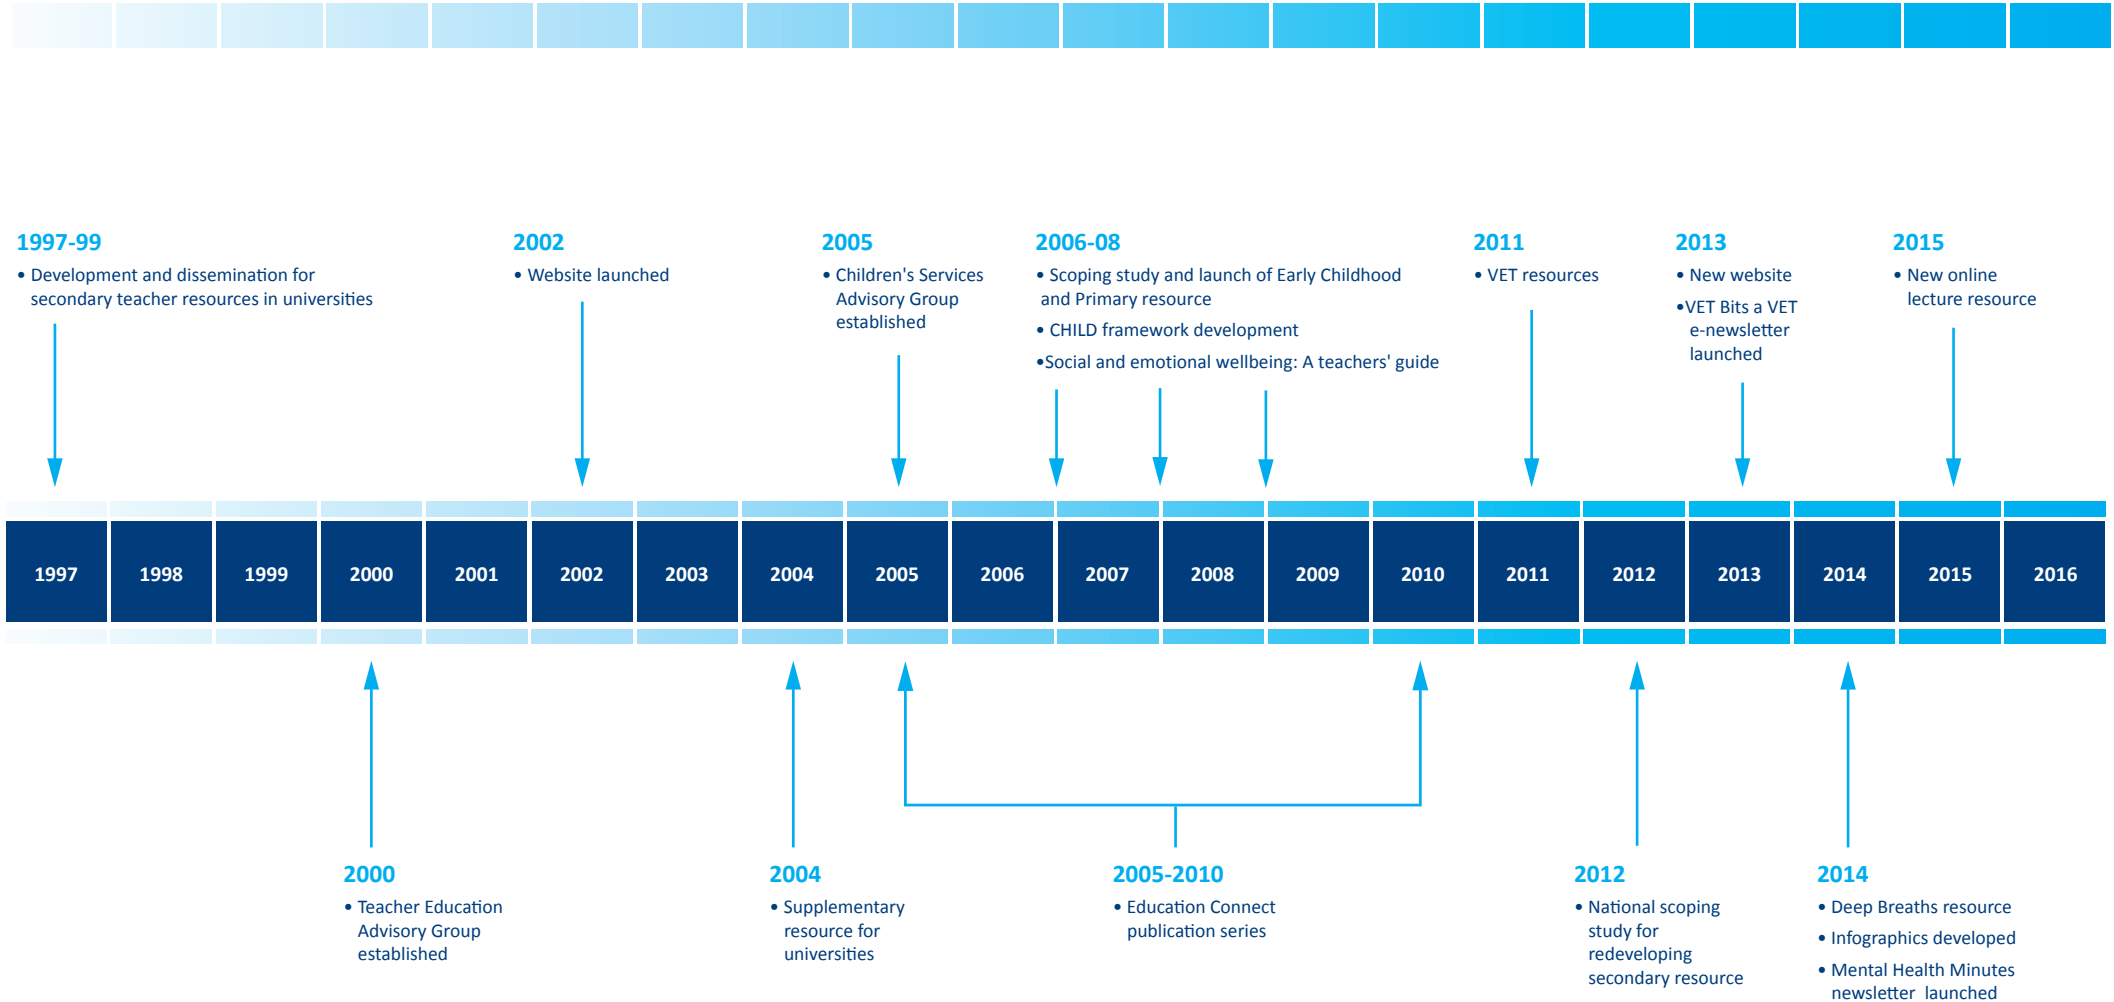 1997-99
• Development and dissemination for
secondary teacher resources in universities
2002
• Website launched
2005
• Children's Services
Advisory Group
established
2006-08
• Scoping study and launch of Early Childhood
and Primary resource
• CHILD framework development
•Social and emotional wellbeing: A teachers' guide
2011
• VET resources
2013
• New website
•VET Bits a VET
e-newsletter
launched
2015
• New online
lecture resource
1997 1998 1999 2000 2001 2002 2003 2004 2005 2006 2007 2008 2009 2010 2011 2012 2013 2014 2015 2016
2000
• Teacher Education
Advisory Group
established
2004
• Supplementary
resource for
universities
2005-2010
• Education Connect
publication series
2012
• National scoping
study for
redeveloping
secondary resource
2014
• Deep Breaths resource
• Infographics developed
• Mental Health Minutes
newsletter launched